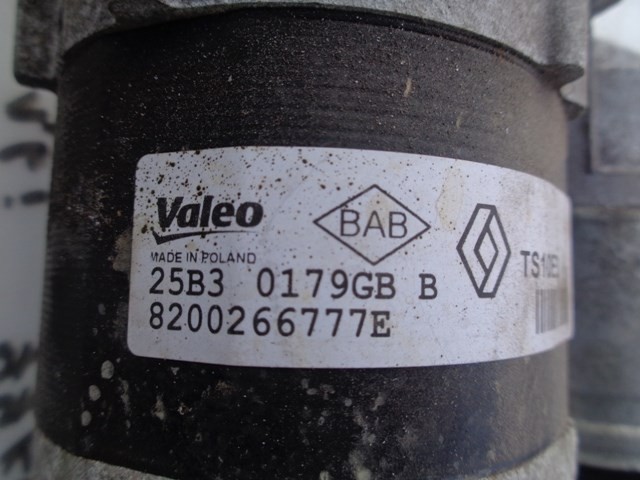 Valeo
BAB
MADE IN POLAND
25B3 0179GB B
8200266777E